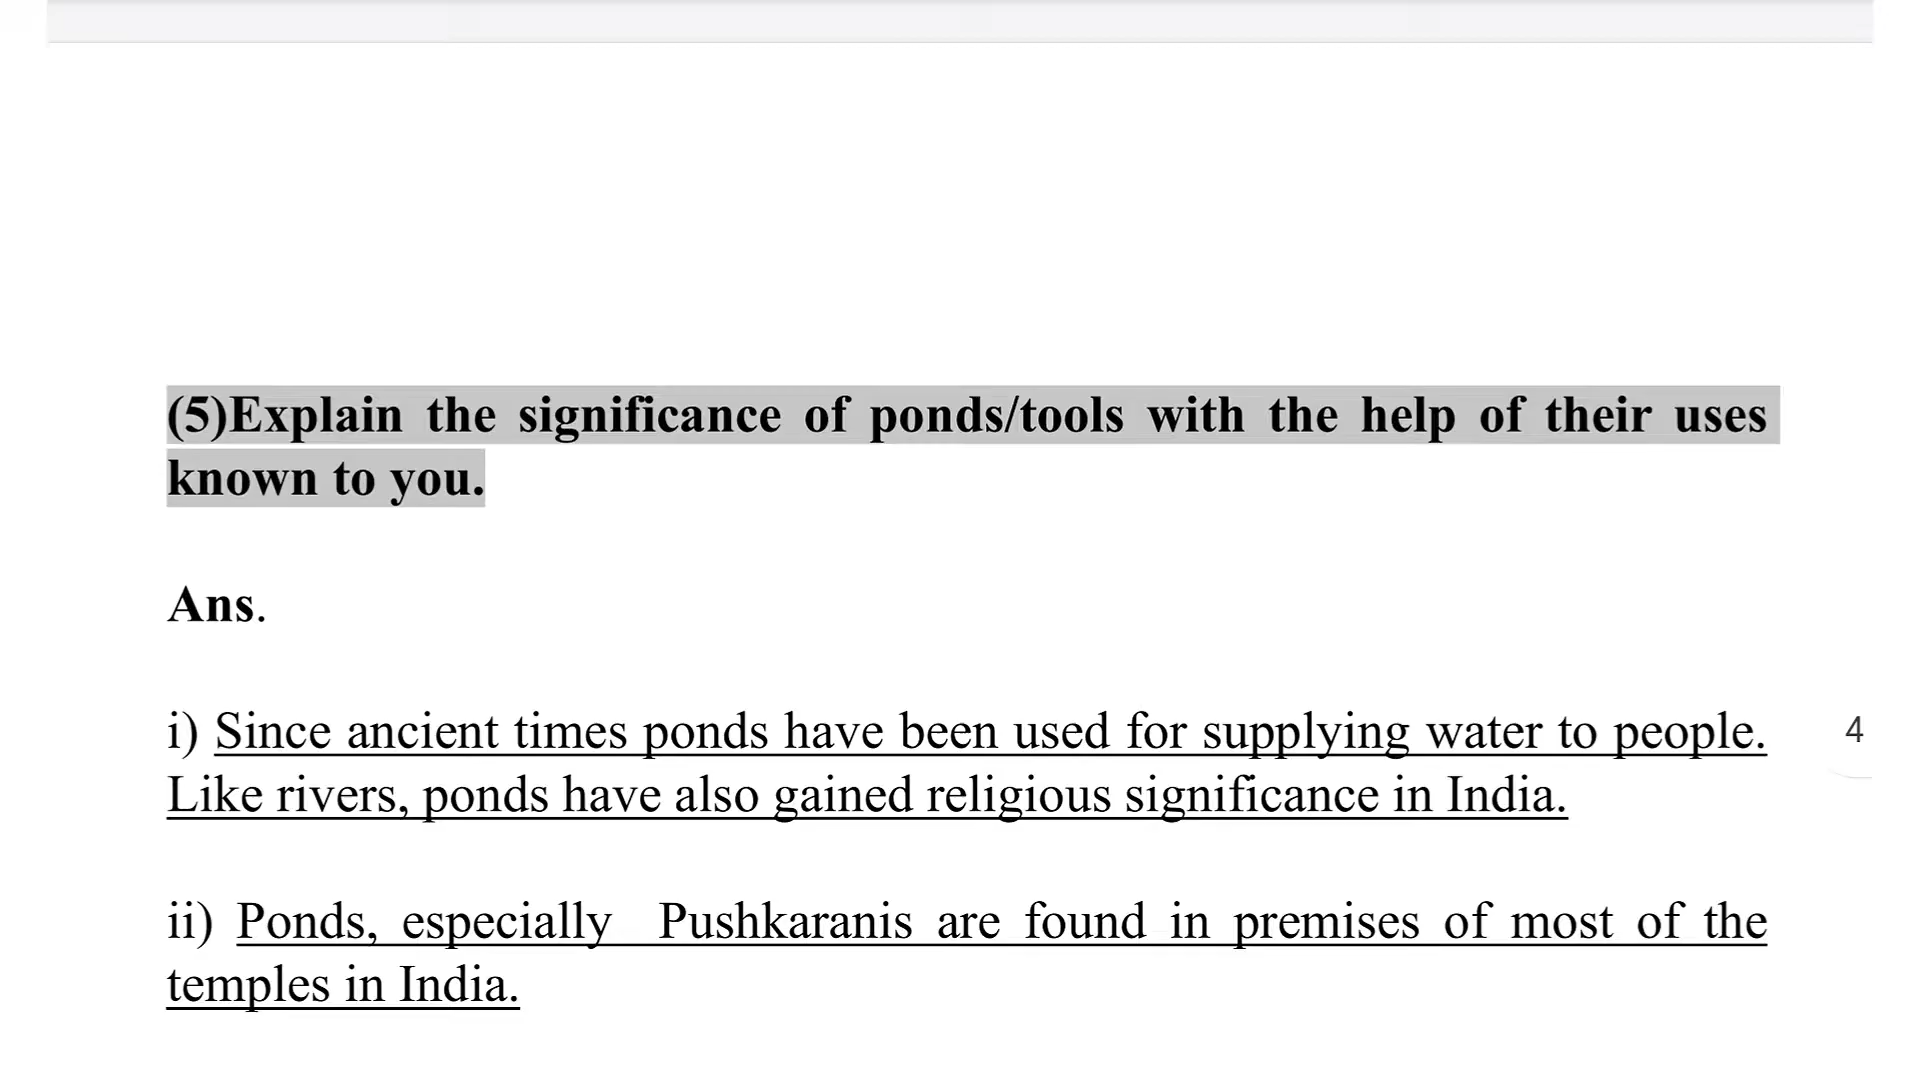 (5)Explain the significance of ponds/tools with the help of their uses
known to you.
Ans.
i) Since ancient times ponds have been used for supplying water to people.
4
Like rivers, ponds have also gained religious significance in India.
ii) Ponds, especially Pushkaranis are found in premises of most of the
temples in India.